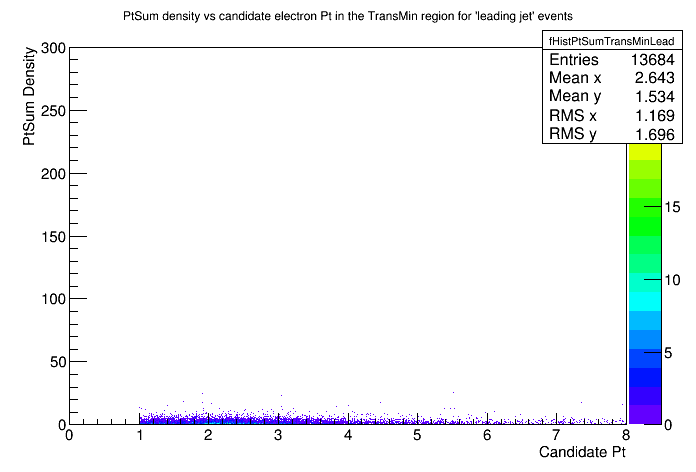 PtSum density vs candidate electron Pt in the TransMin region for 'leading jet' events
fHistPtSumTransMinLead
Entries 13684
Mean x 2.643
Mean y 1.534
RMS x 1.169
RMS y 1.696
PtSum Density
300
250
200
150
100
50
0
0 1 2 3 4 5 6 7 8
Candidate Pt
15
10
5
0